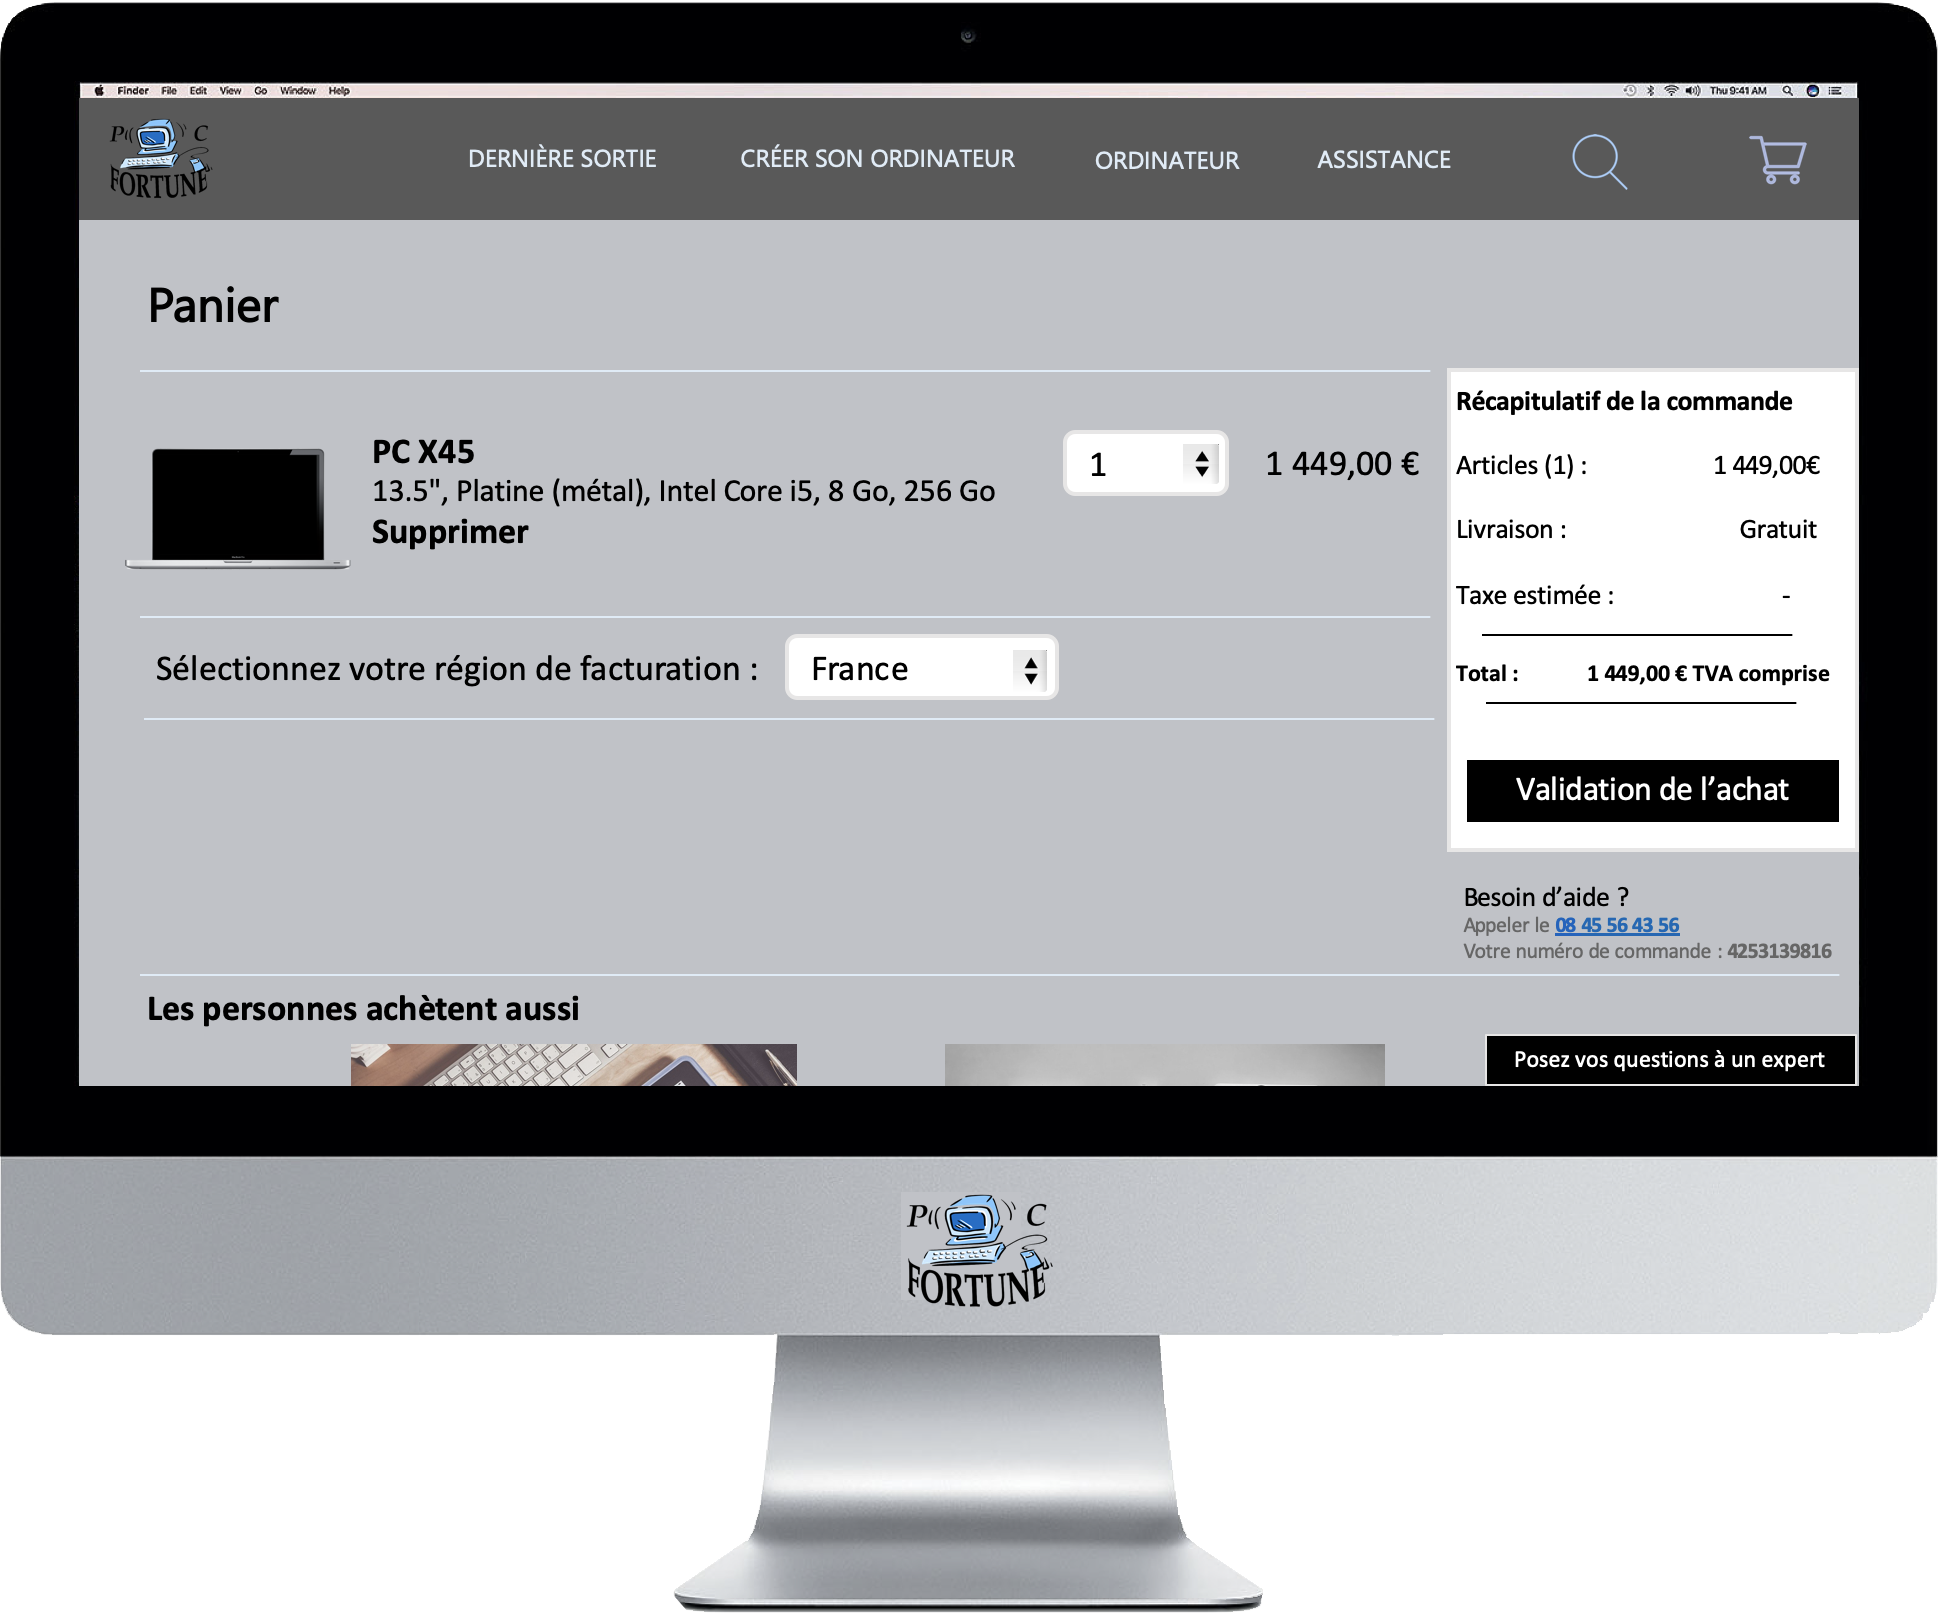 Finder File Edit View Go Window Help
Thu 9:41 AM
P C
FORTUNE
DERNIÈRE SORTIE
CRÉER SON ORDINATEUR
ORDINATEUR
ASSISTANCE
Panier
PC X45
13.5", Platine (métal), Intel Core i5, 8 Go, 256 Go
Supprimer
1
1 449,00 €
Sélectionnez votre région de facturation :
France
Récapitulatif de la commande
Articles (1) : 1 449,00€
Livraison : Gratuit
Taxe estimée : -
Total : 1 449,00 € TVA comprise
Validation de l’achat
Besoin d’aide ?
Appeler le 08 45 56 43 56
Votre numéro de commande : 4253139816
Les personnes achètent aussi
Posez vos questions à un expert
P C
FORTUNE